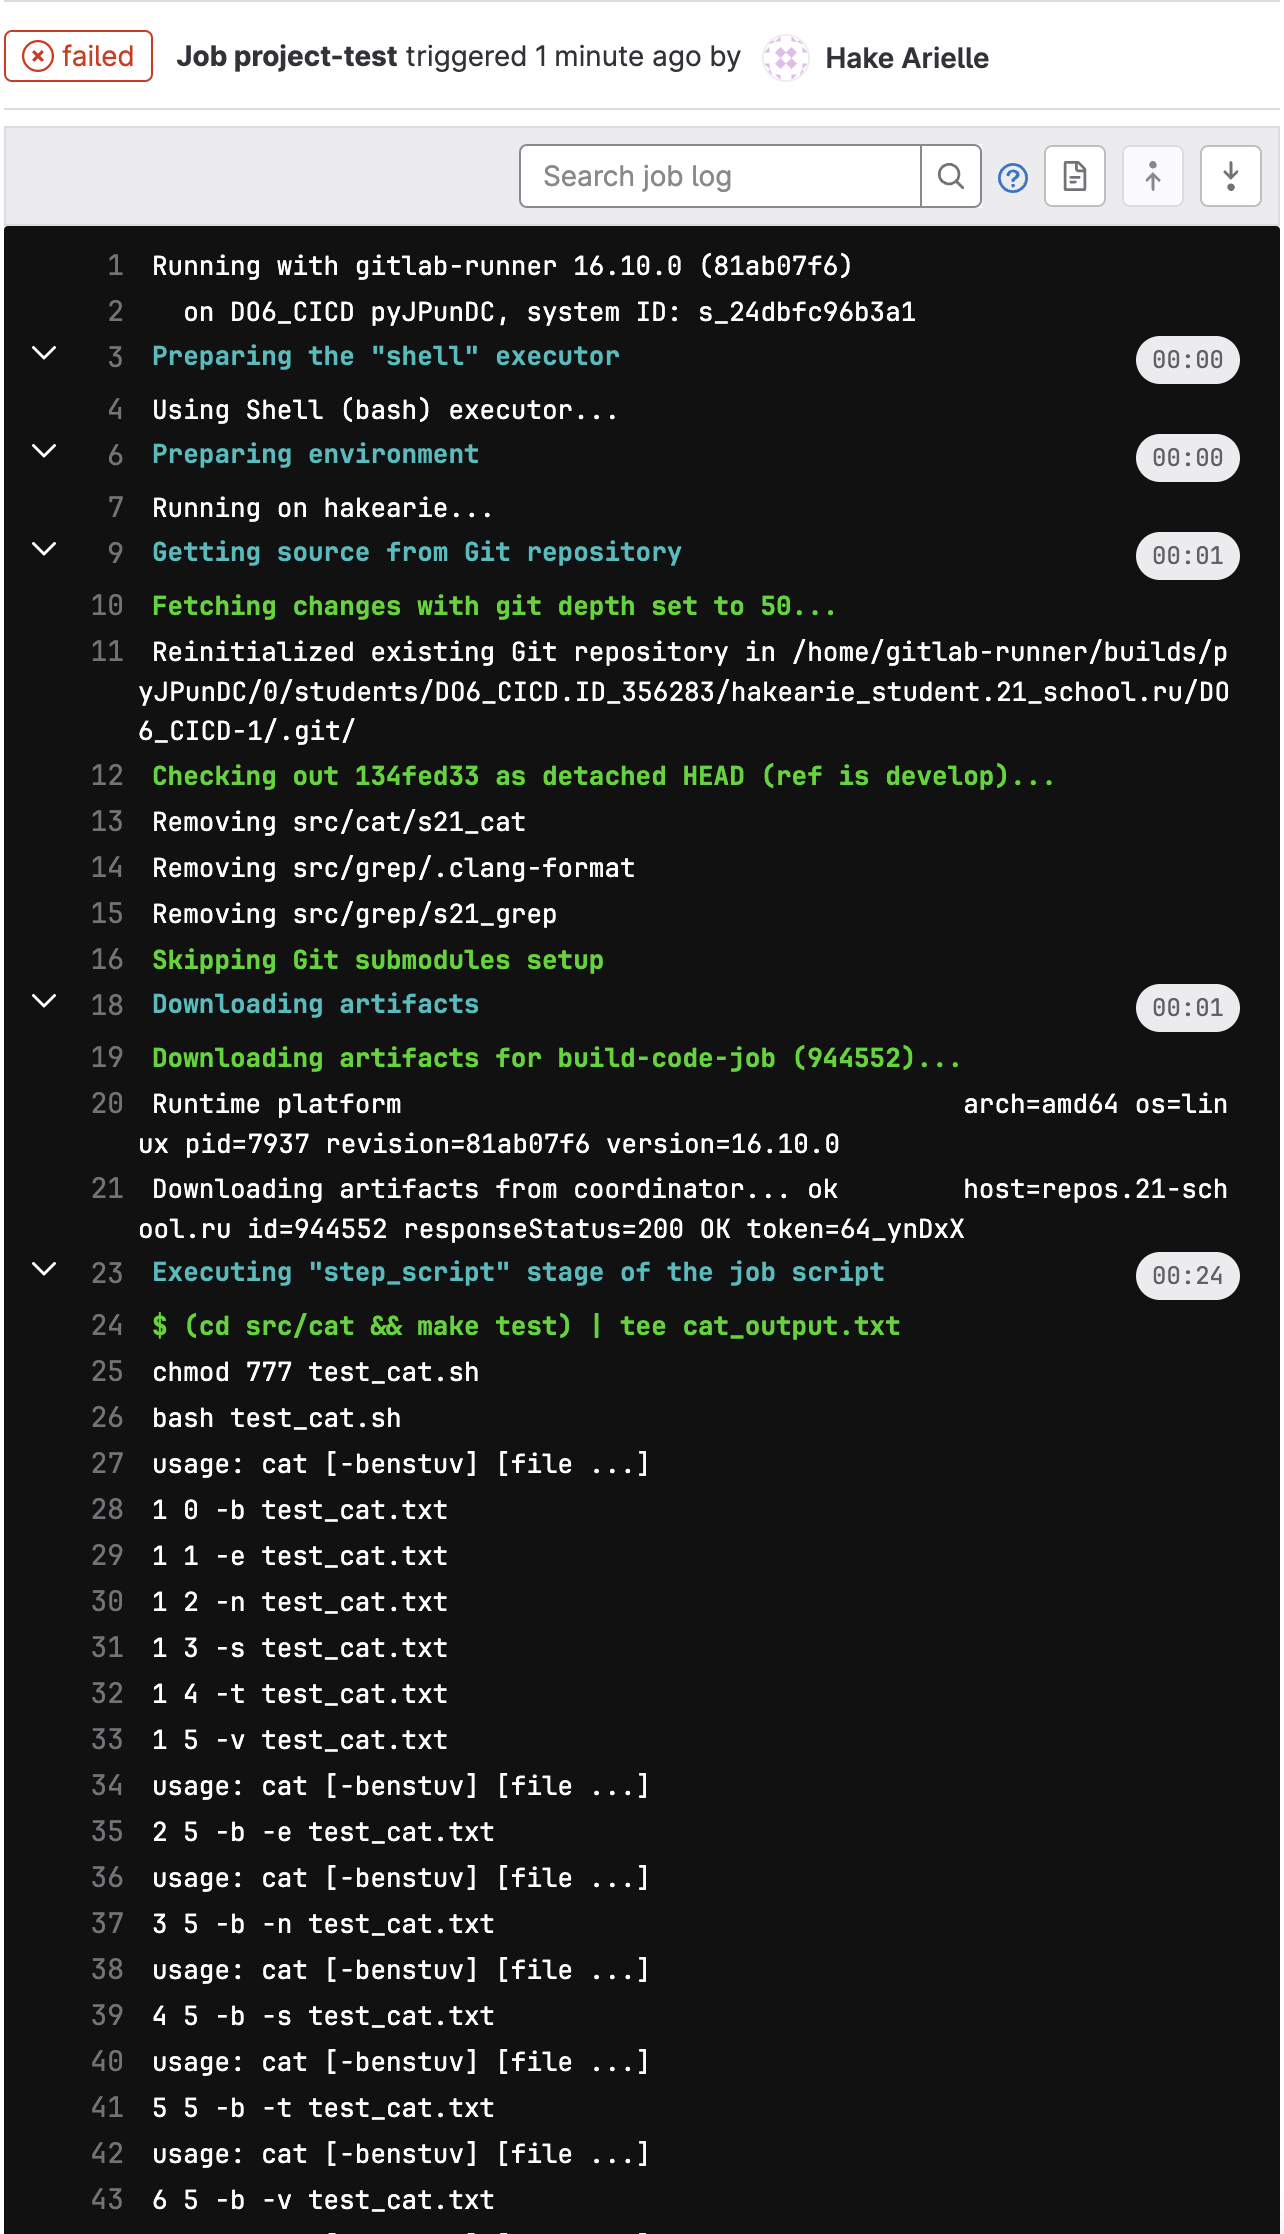 failed Job project-test triggered 1 minute ago by Hake Arielle
Search job log
1 Running with gitlab-runner 16.10.0 (81ab07f6)
2 on DO6_CICD pyJPunDC, system ID: s_24dbfc96b3a1
3 Preparing the "shell" executor 00:00
4 Using Shell (bash) executor...
6 Preparing environment 00:00
7 Running on hakearie...
9 Getting source from Git repository 00:01
10 Fetching changes with git depth set to 50...
11 Reinitialized existing Git repository in /home/gitlab-runner/builds/p
yJPunDC/0/students/DO6_CICD.ID_356283/hakearie_student.21_school.ru/DO
6_CICD-1/.git/
12 Checking out 134fed33 as detached HEAD (ref is develop)...
13 Removing src/cat/s21_cat
14 Removing src/grep/.clang-format
15 Removing src/grep/s21_grep
16 Skipping Git submodules setup
18 Downloading artifacts 00:01
19 Downloading artifacts for build-code-job (944552)...
20 Runtime platform arch=amd64 os=lin
ux pid=7937 revision=81ab07f6 version=16.10.0
21 Downloading artifacts from coordinator... ok host=repos.21-sch
ool.ru id=944552 responseStatus=200 OK token=64_ynDxX
23 Executing "step_script" stage of the job script 00:24
24 $ (cd src/cat && make test) | tee cat_output.txt
25 chmod 777 test_cat.sh
26 bash test_cat.sh
27 usage: cat [-benstuv] [file ...]
28 1 0 -b test_cat.txt
29 1 1 -e test_cat.txt
30 1 2 -n test_cat.txt
31 1 3 -s test_cat.txt
32 1 4 -t test_cat.txt
33 1 5 -v test_cat.txt
34 usage: cat [-benstuv] [file ...]
35 2 5 -b -e test_cat.txt
36 usage: cat [-benstuv] [file ...]
37 3 5 -b -n test_cat.txt
38 usage: cat [-benstuv] [file ...]
39 4 5 -b -s test_cat.txt
40 usage: cat [-benstuv] [file ...]
41 5 5 -b -t test_cat.txt
42 usage: cat [-benstuv] [file ...]
43 6 5 -b -v test_cat.txt